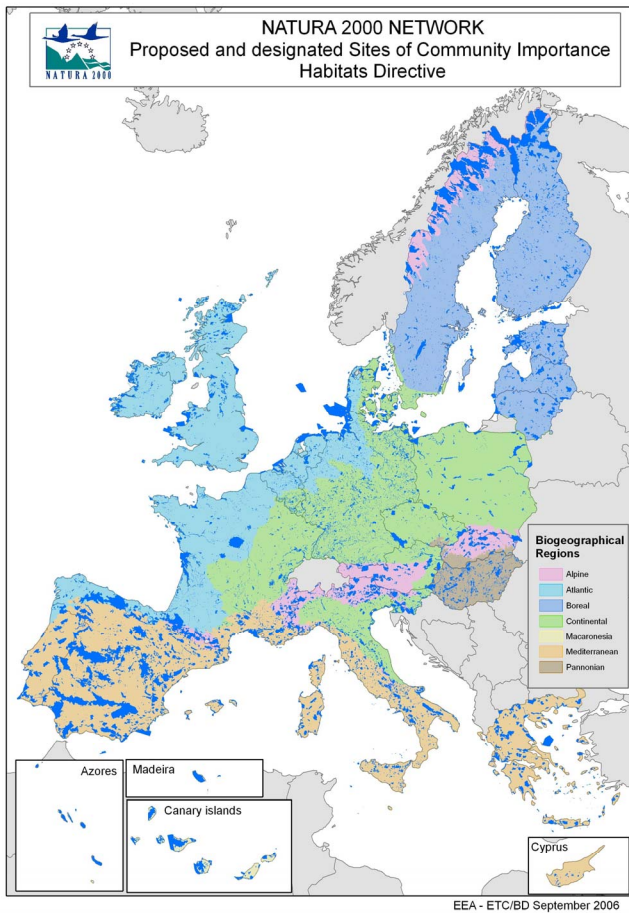 NATURA 2000 NETWORK
Proposed and designated Sites of Community Importance
Habitats Directive
NATURA 2000
Biogeographical
Regions
Alpine
Atlantic
Boreal
Continental
Macaronesia
Mediterranean
Pannonian
Azores
Madeira
Canary islands
Cyprus
EEA - ETC/BD September 2006